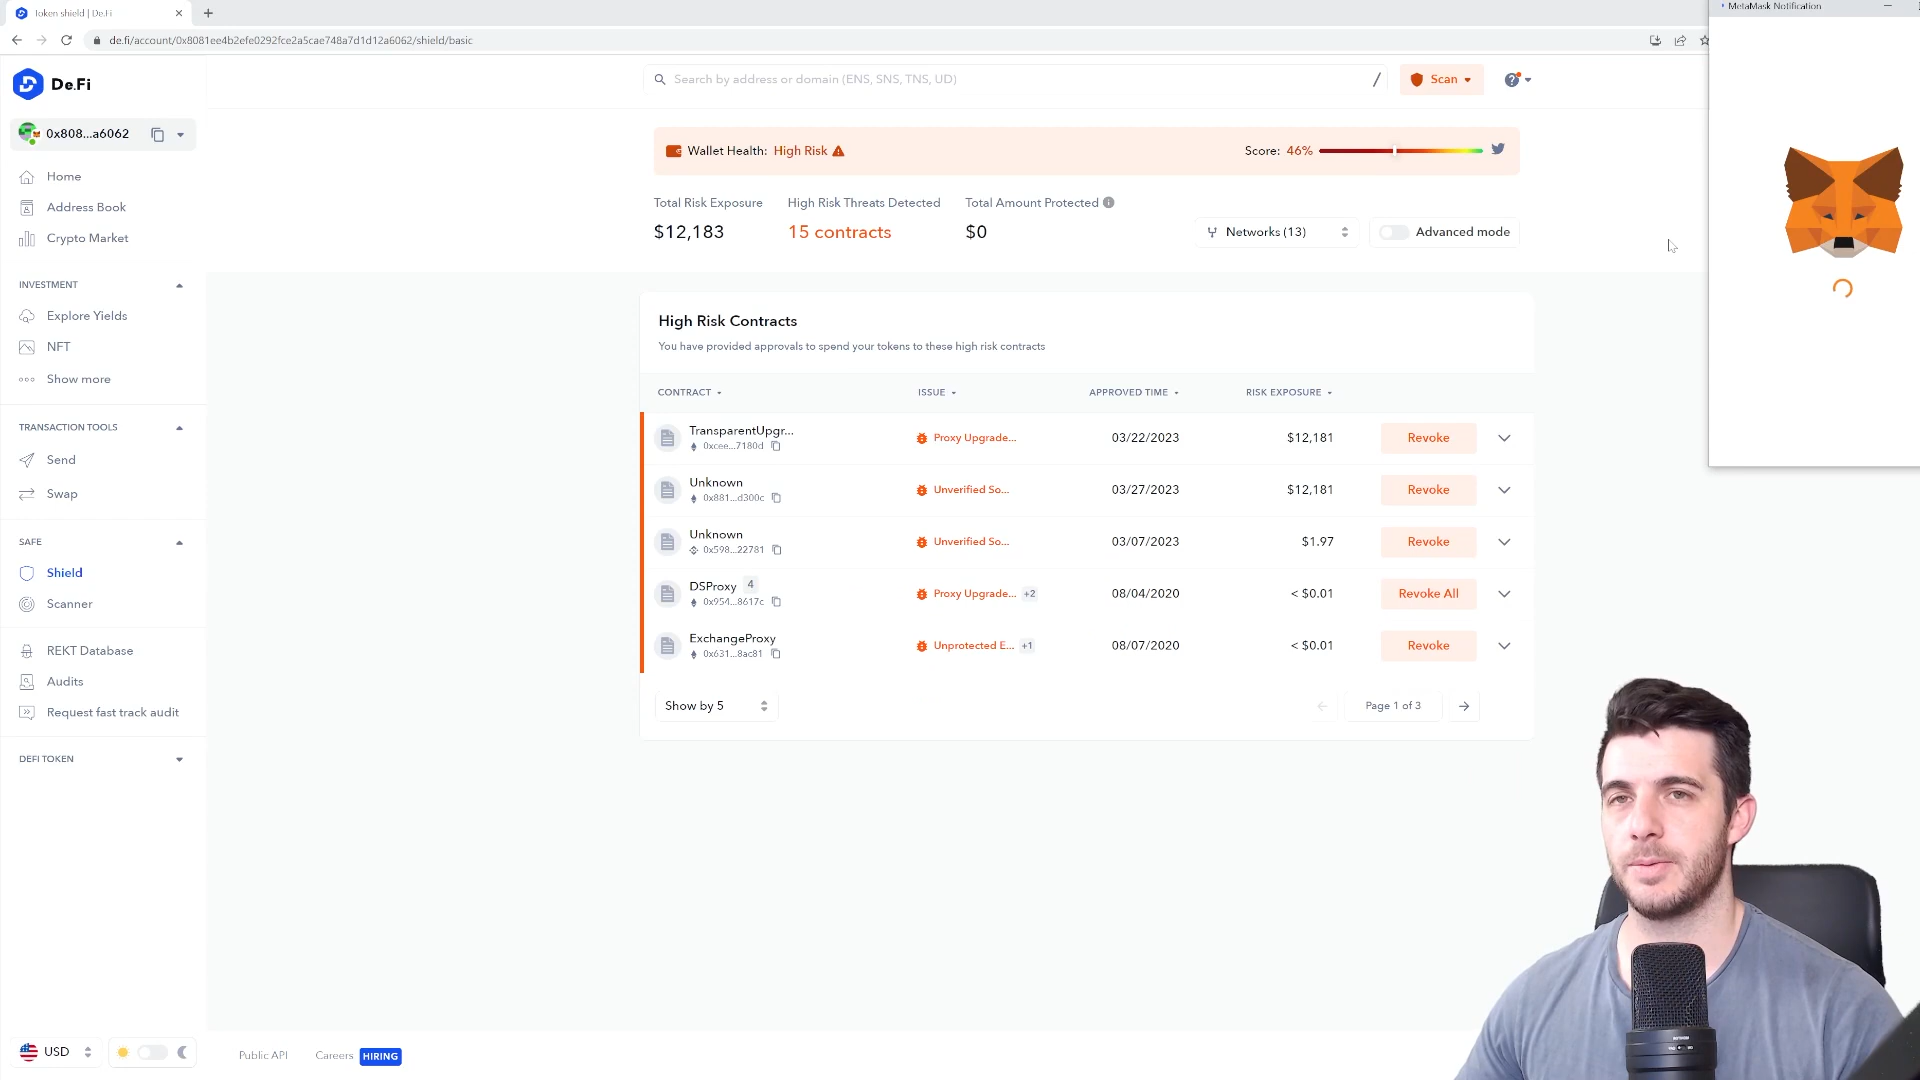 Token shield | De.Fi
MetaMask Notification
de.fi/account/0x8081ee4b2efe0292fce2a5cae748a7d1d12a6062/shield/basic
De.Fi
Search by address or domain (ENS, SNS, TNS, UD)
/
Scan
0x808...a6062
Wallet Health: High Risk
Score: 46%
Home
Address Book
Crypto Market
Total Risk Exposure
$12,183
High Risk Threats Detected
15 contracts
Total Amount Protected
$0
Networks (13)
Advanced mode
INVESTMENT
Explore Yields
NFT
Show more
TRANSACTION TOOLS
Send
Swap
SAFE
Shield
Scanner
REKT Database
Audits
Request fast track audit
DEFI TOKEN
High Risk Contracts
You have provided approvals to spend your tokens to these high risk contracts
CONTRACT ISSUE APPROVED TIME RISK EXPOSURE
TransparentUpgr...
0xcee...7180d
Proxy Upgrade... 03/22/2023 $12,181 Revoke
Unknown
0x881...d300c
Unverified So... 03/27/2023 $12,181 Revoke
Unknown
0x598...22781
Unverified So... 03/07/2023 $1.97 Revoke
DSProxy 4
0x954...8617c
Proxy Upgrade... +2 08/04/2020 < $0.01 Revoke All
ExchangeProxy
0x631...8ac81
Unprotected E... +1 08/07/2020 < $0.01 Revoke
Show by 5
Page 1 of 3
USD
Public API
Careers HIRING